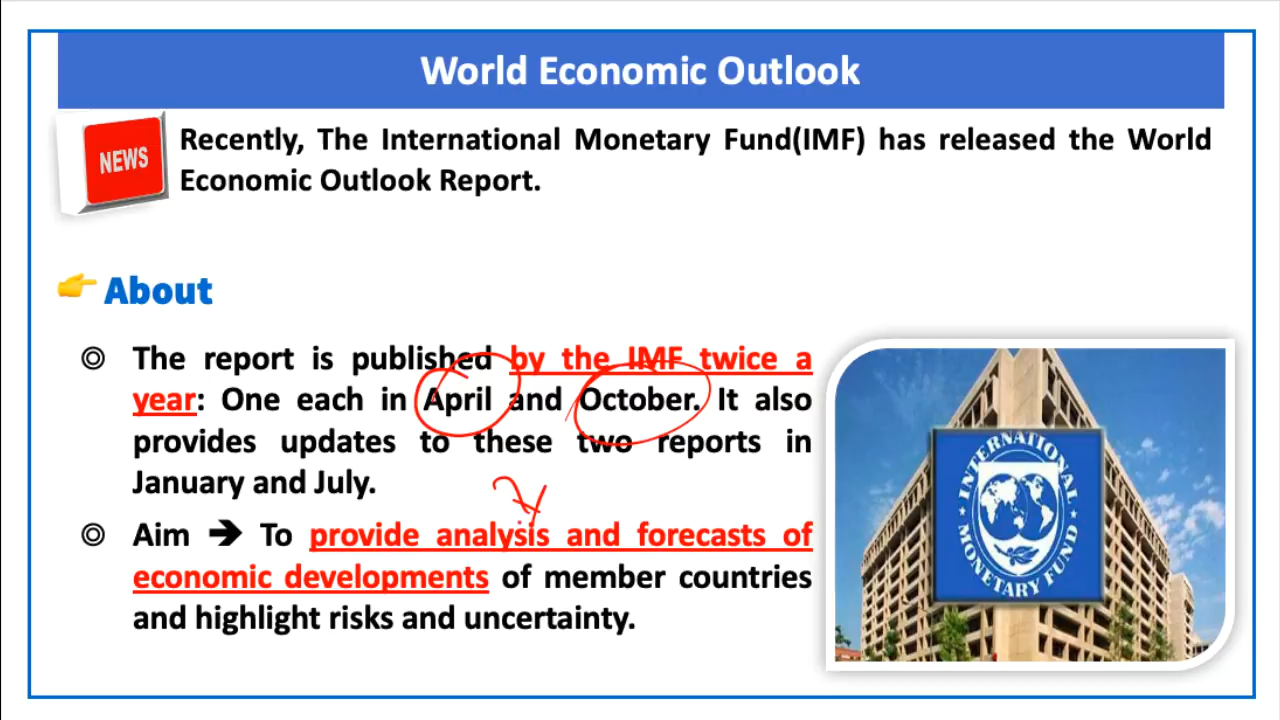 World Economic Outlook
NEWS
Recently, The International Monetary Fund(IMF) has released the World
Economic Outlook Report.
About
The report is published by the IMF twice a
year: One each in April and October. It also
provides updates to these two reports in
January and July.
Aim ➔ To provide analysis and forecasts of
economic developments of member countries
and highlight risks and uncertainty.
INTERNATIONAL
MONETARY FUND